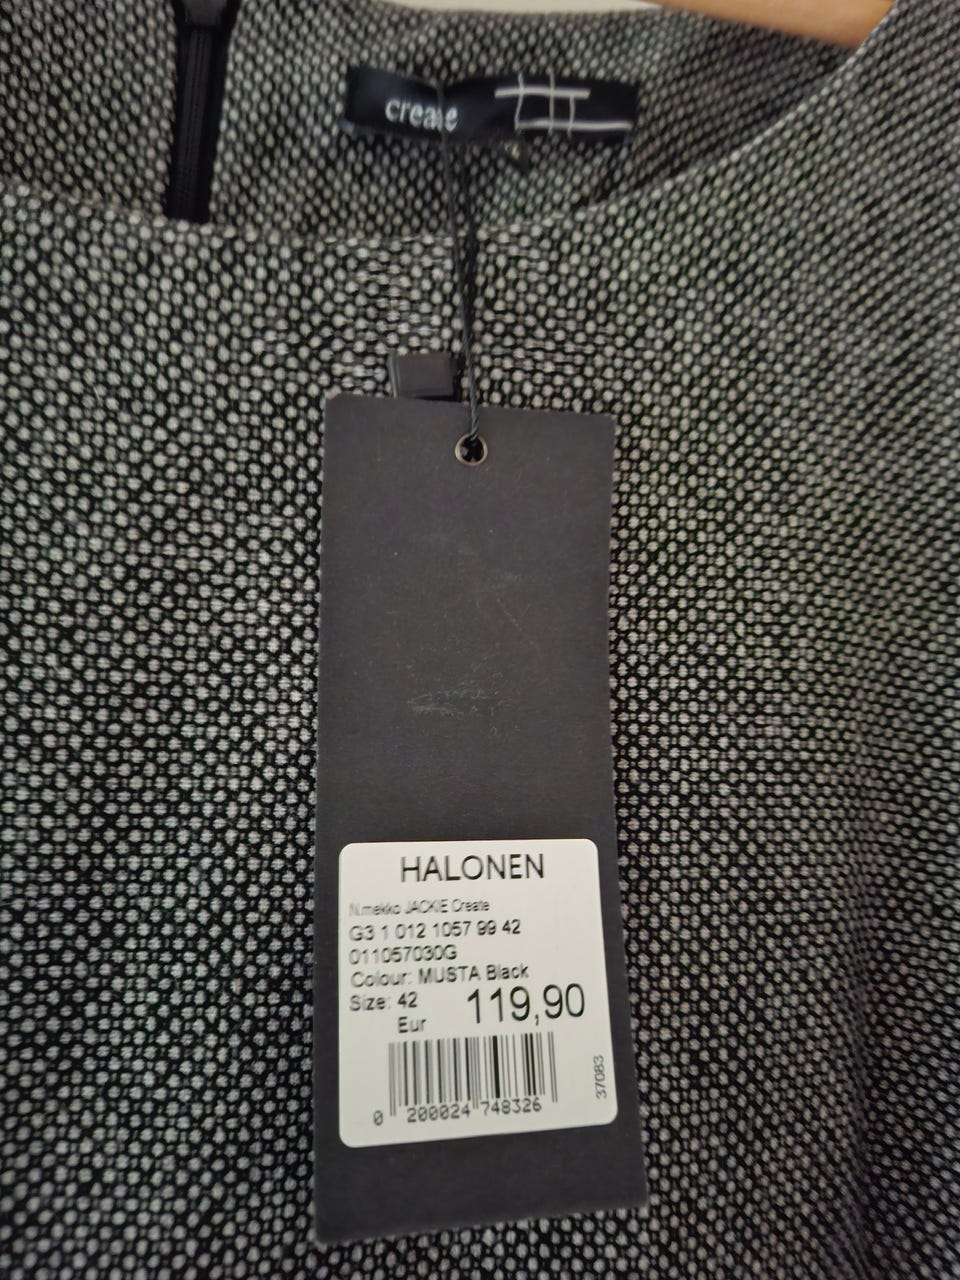 create
HALONEN
N.mekko JACKIE Create
G3 1 012 1057 99 42
011057030G
Colour: MUSTA Black
Size: 42
119,90
Eur
37083
0 200024 748326